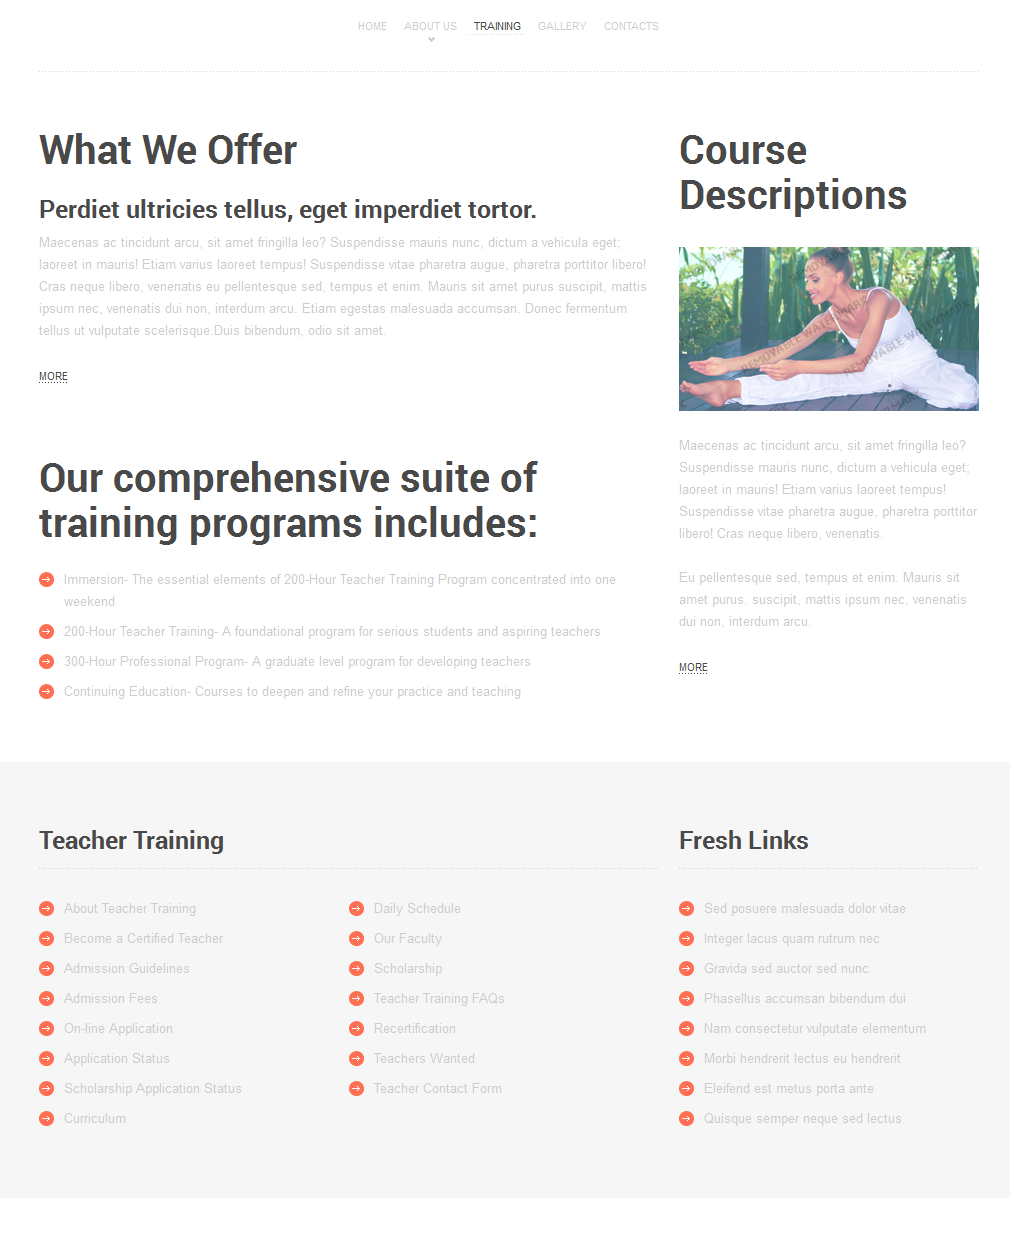 HOME ABOUT US TRAINING GALLERY CONTACTS
What We Offer
Perdiet ultricies tellus, eget imperdiet tortor.
Maecenas ac tincidunt arcu, sit amet fringilla leo? Suspendisse mauris nunc, dictum a vehicula eget;
laoreet in mauris! Etiam varius laoreet tempus! Suspendisse vitae pharetra augue, pharetra porttitor libero!
Cras neque libero, venenatis eu pellentesque sed, tempus et enim. Mauris sit amet purus suscipit, mattis
ipsum nec, venenatis dui non, interdum arcu. Etiam egestas malesuada accumsan. Donec fermentum
tellus ut vulputate scelerisque.Duis bibendum, odio sit amet.
MORE
Our comprehensive suite of
training programs includes:
Immersion- The essential elements of 200-Hour Teacher Training Program concentrated into one
weekend
200-Hour Teacher Training- A foundational program for serious students and aspiring teachers
300-Hour Professional Program- A graduate level program for developing teachers
Continuing Education- Courses to deepen and refine your practice and teaching
Course
Descriptions
REMOVABLE WATERMARK
REMOVABLE WATERMARK
Maecenas ac tincidunt arcu, sit amet fringilla leo?
Suspendisse mauris nunc, dictum a vehicula eget;
laoreet in mauris! Etiam varius laoreet tempus!
Suspendisse vitae pharetra augue, pharetra porttitor
libero! Cras neque libero, venenatis.
Eu pellentesque sed, tempus et enim. Mauris sit
amet purus. suscipit, mattis ipsum nec, venenatis
dui non, interdum arcu.
MORE
Teacher Training
About Teacher Training
Become a Certified Teacher
Admission Guidelines
Admission Fees
On-line Application
Application Status
Scholarship Application Status
Curriculum
Daily Schedule
Our Faculty
Scholarship
Teacher Training FAQs
Recertification
Teachers Wanted
Teacher Contact Form
Fresh Links
Sed posuere malesuada dolor vitae
Integer lacus quam rutrum nec
Gravida sed auctor sed nunc
Phasellus accumsan bibendum dui
Nam consectetur vulputate elementum
Morbi hendrerit lectus eu hendrerit
Eleifend est metus porta ante
Quisque semper neque sed lectus